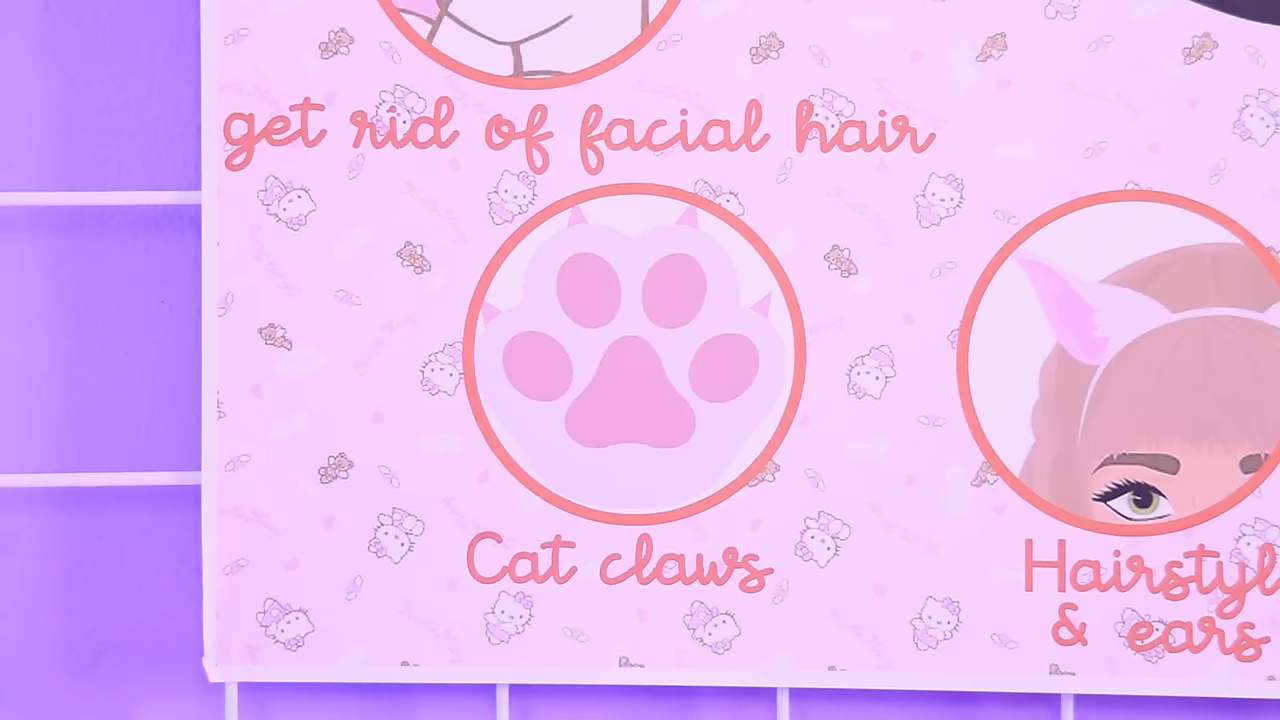 get rid of facial hair
Cat claws
Hairstyl
& ears